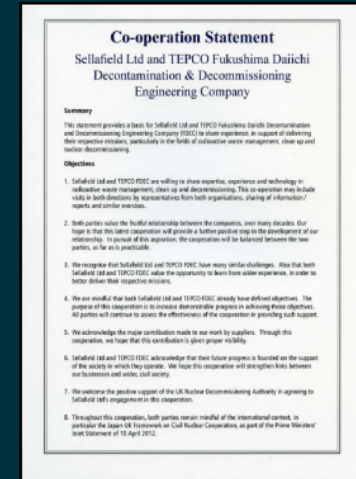 Co-operation Statement
Sellafield Ltd and TEPCO Fukushima Daiichi
Decontamination & Decommissioning
Engineering Company
Summary
This statement provides a basis for Sellafield Ltd and TEPCO Fukushima Daiichi Decontamination
and Decommissioning Engineering Company (FDEC) to share experience, in support of delivering
their respective missions, particularly in the fields of radioactive waste management, clean up and
nuclear decommissioning.
Objectives
1. Sellafield Ltd and TEPCO FDEC are willing to share expertise, experience and technology in
radioactive waste management, clean up and decommissioning. This co-operation may include
visits in both directions by representatives from both organisations, sharing of information /
reports and similar exercises.
2. Both parties value the fruitful relationship between the companies, over many decades. Our
hope is that this latest cooperation will provide a further positive step in the development of our
relationship. In pursuit of this aspiration, the cooperation will be balanced between the two
parties, as far as is practicable.
3. We recognise that Sellafield Ltd and TEPCO FDEC have many similar challenges. Also that both
Sellafield Ltd and TEPCO FDEC value the opportunity to learn from wider experience, in order to
better deliver their respective missions.
4. We are mindful that both Sellafield Ltd and TEPCO FDEC already have defined objectives. The
purpose of this cooperation is to increase demonstrable progress in achieving those objectives.
All parties will continue to assess the effectiveness of the cooperation in providing such support.
5. We acknowledge the major contribution made to our work by suppliers. Through this
cooperation, we hope that this contribution is given proper visibility.
6. Sellafield Ltd and TEPCO FDEC acknowledge that their future progress is founded on the support
of the society in which they operate. We hope this cooperation will strengthen links between
our businesses and wider, civil society.
7. We welcome the positive support of the UK Nuclear Decommissioning Authority in agreeing to
Sellafield Ltd's engagement in this cooperation.
8. Throughout this cooperation, both parties remain mindful of the international context, in
particular the Japan-UK Framework on Civil Nuclear Cooperation, as part of the Prime Ministers'
Joint Statement of 10 April 2012.